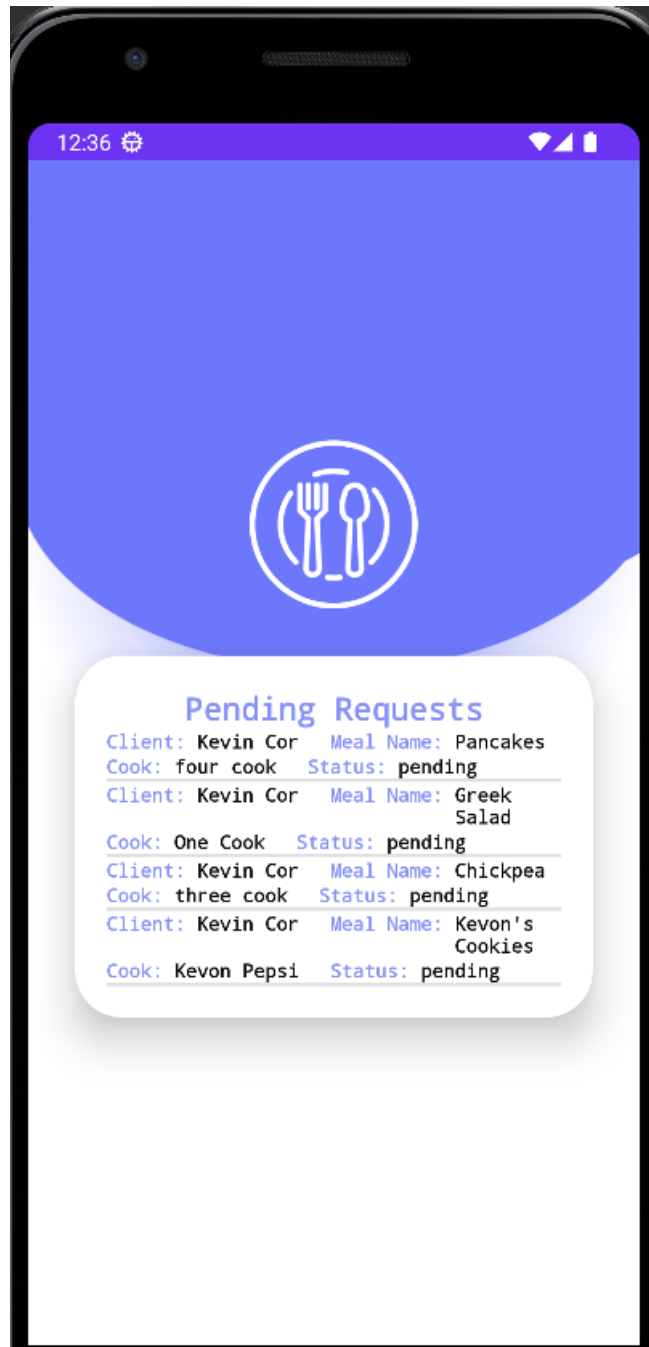 12:36
Pending Requests
Client: Kevin Cor Meal Name: Pancakes
Cook: four cook Status: pending
Client: Kevin Cor Meal Name: Greek
Salad
Cook: One Cook Status: pending
Client: Kevin Cor Meal Name: Chickpea
Cook: three cook Status: pending
Client: Kevin Cor Meal Name: Kevon's
Cookies
Cook: Kevon Pepsi Status: pending